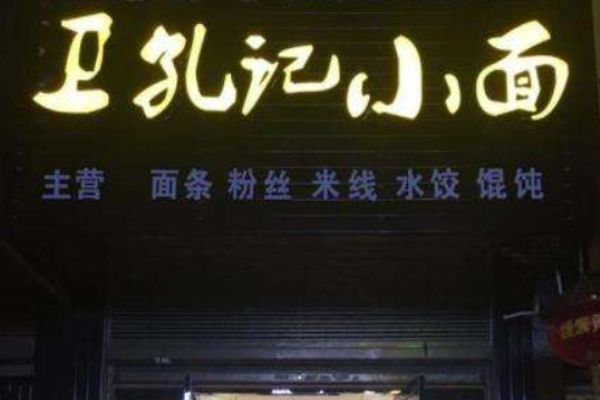 卫孔记小面
主营 面条 粉丝 米线 水饺 馄饨